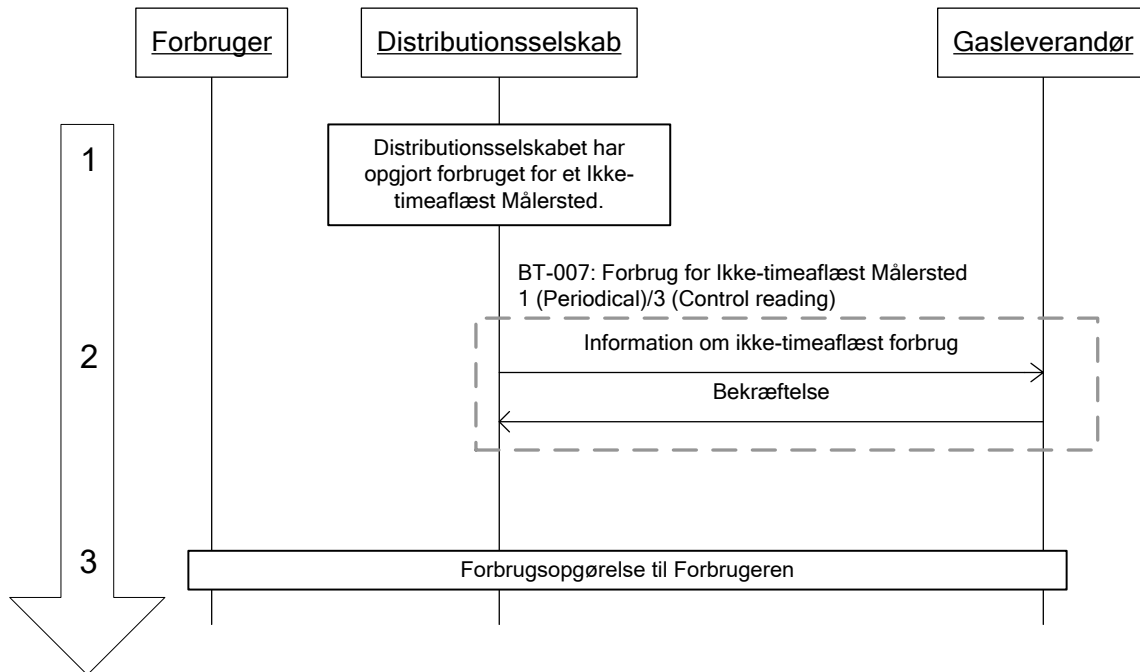 Forbruger
Distributionsselskab
Gasleverandør
1
Distributionsselskabet har
opgjort forbruget for et Ikke-
timeaflæst Målersted.
BT-007: Forbrug for Ikke-timeaflæst Målersted
1 (Periodical)/3 (Control reading)
2
Information om ikke-timeaflæst forbrug
Bekræftelse
3
Forbrugsopgørelse til Forbrugeren